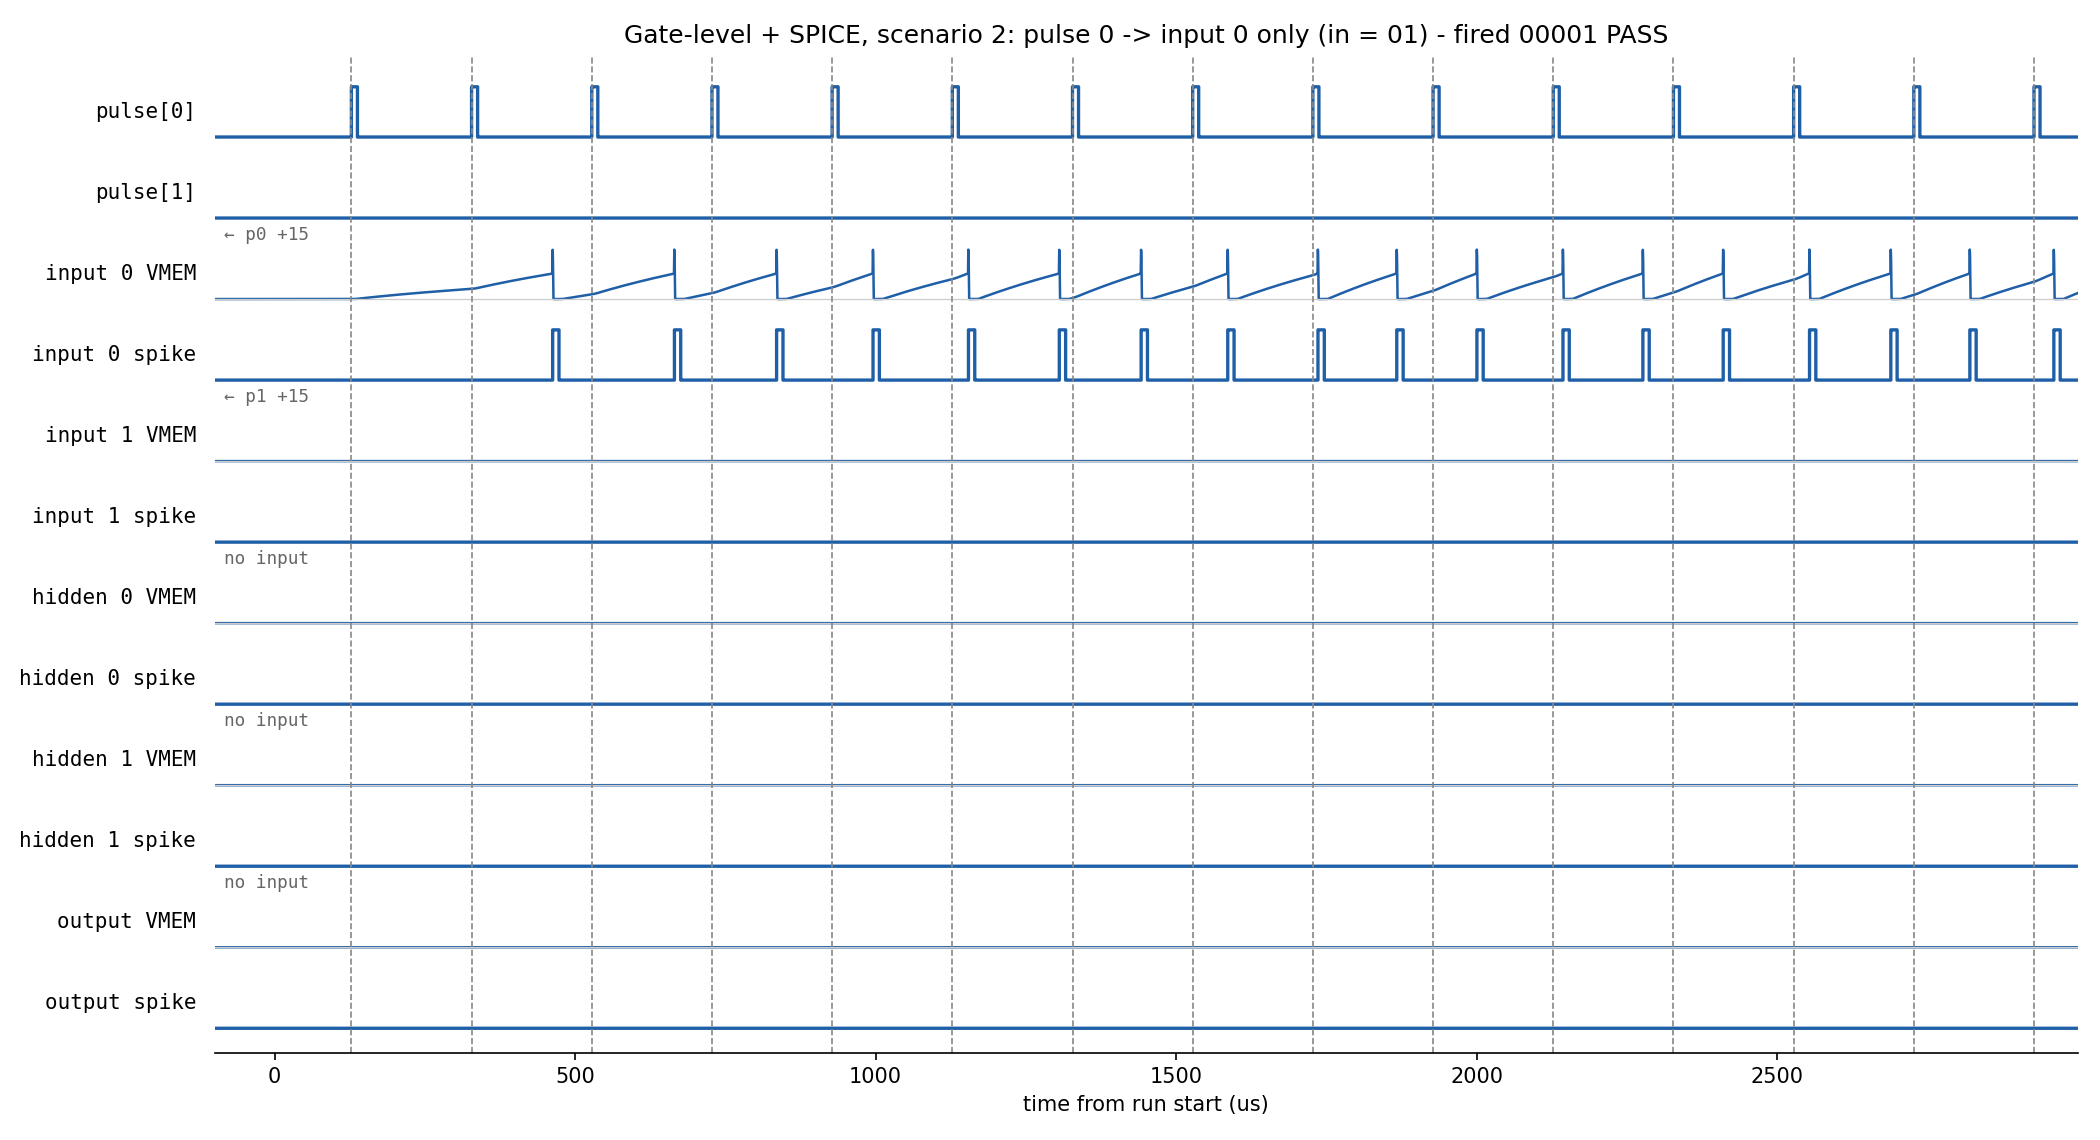 Gate-level + SPICE, scenario 2: pulse 0 -> input 0 only (in = 01) - fired 00001 PASS
pulse[0]
pulse[1]
← p0 +15
input 0 VMEM
input 0 spike
← p1 +15
input 1 VMEM
input 1 spike
no input
hidden 0 VMEM
hidden 0 spike
no input
hidden 1 VMEM
hidden 1 spike
no input
output VMEM
output spike
0 500 1000 1500 2000 2500
time from run start (us)